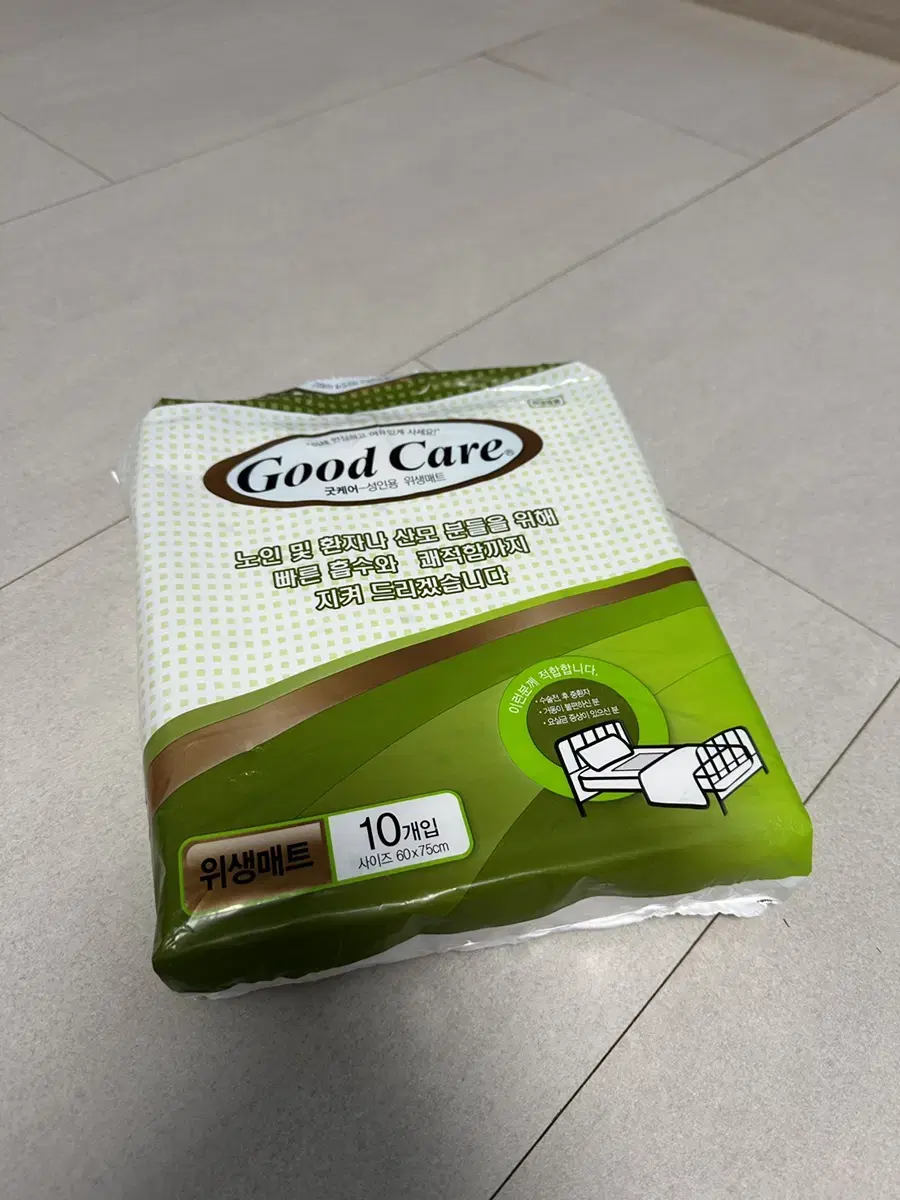 "이제 안심하고 여유있게 사세요!"
Good Care®
굿케어-성인용 위생매트
노인 및 환자나 산모 분들을 위해
빠른 흡수와 쾌적함까지
지켜 드리겠습니다
이런분께 적합합니다.
· 수술전, 후 중환자
· 거동이 불편하신 분
· 요실금 증상이 있으신 분
위생매트
10개입
사이즈 60x75cm